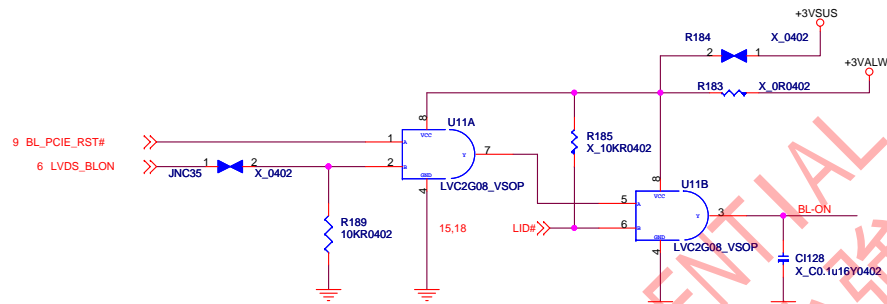 +3VSUS
R184 X_0402
2 1
+3VALW
R183 X_0R0402
8 U11A
VCC
R185
X_10KR0402
9 BL_PCIE_RST# 1 A
Y 7
6 LVDS_BLON 1 2 2 B
JNC35 X_0402
GND
4 LVC2G08_VSOP
8 U11B
VCC
5 A
Y 3 BL-ON
R189
10KR0402
15,18 LID# 6 B
GND
4 LVC2G08_VSOP
CI128
X_C0.1u16Y0402
ENTIAL